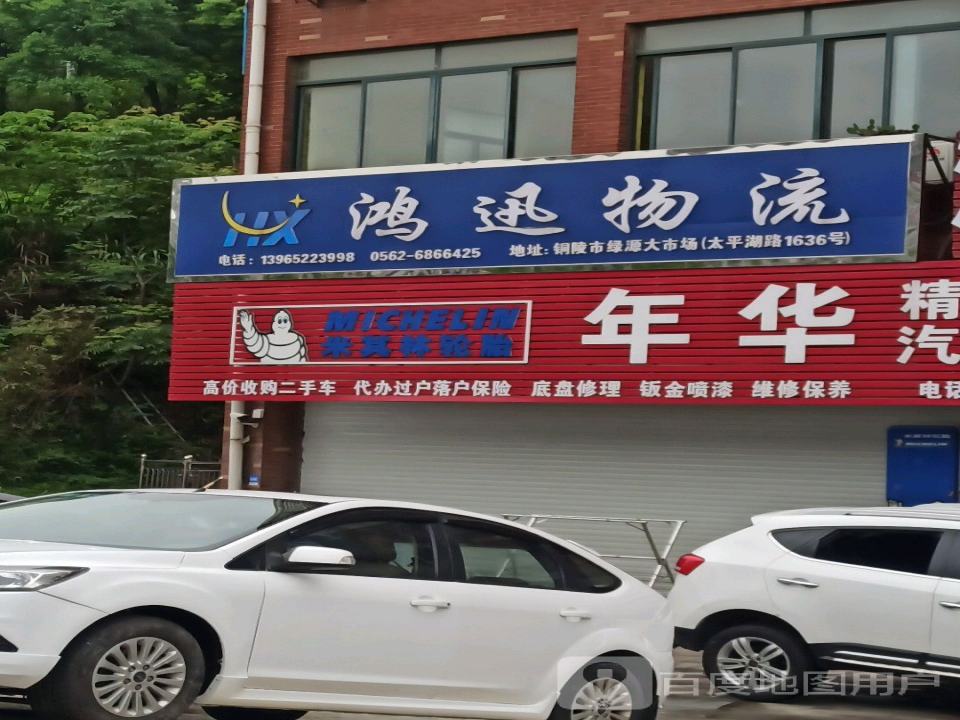 HX 鸿迅物流
电话：13965223998 0562-6866425 地址：铜陵市绿源大市场(太平湖路1636号)
MICHELIN
米其林轮胎
年华
精
汽
高价收购二手车 代办过户落户保险 底盘修理 钣金喷漆 维修保养 电话
百度地图用户